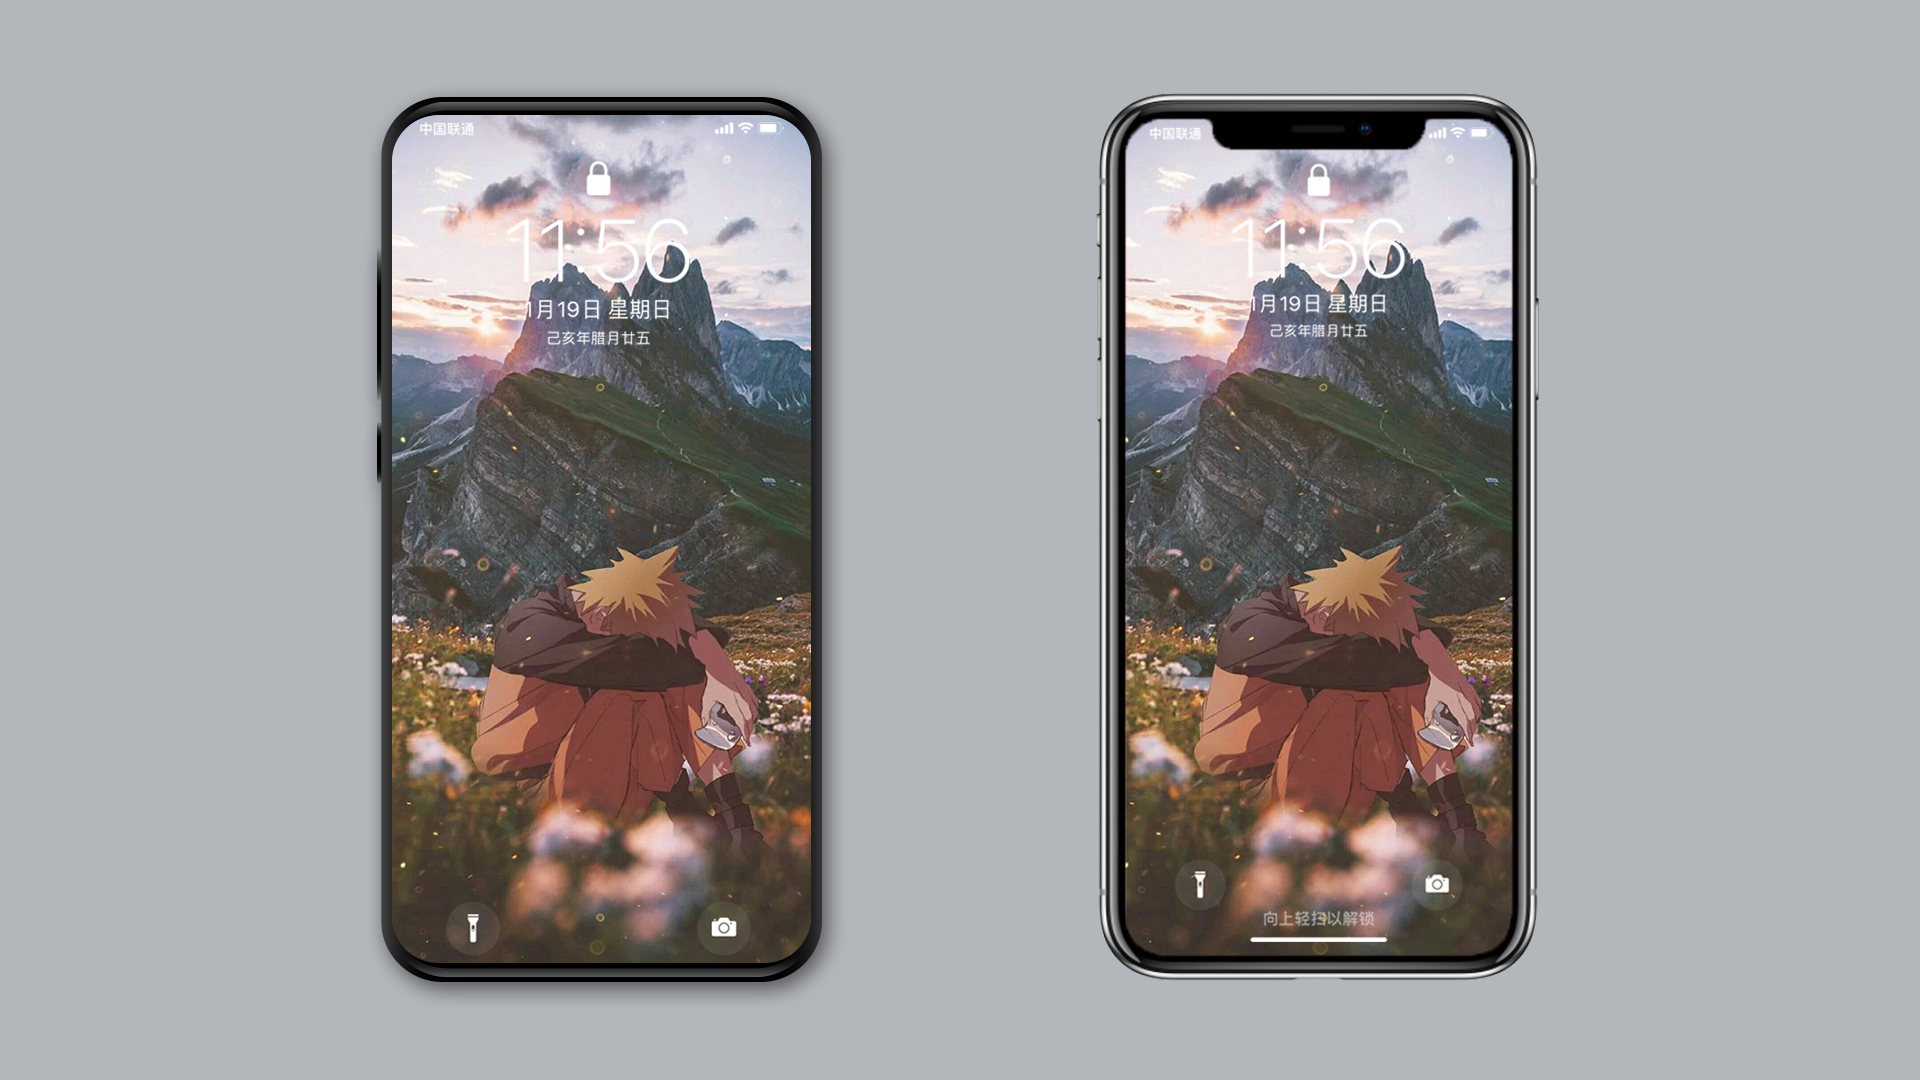 中国联通
11:56
1月19日 星期日
己亥年腊月廿五
中国联通
11:56
1月19日 星期日
己亥年腊月廿五
向上轻扫以解锁